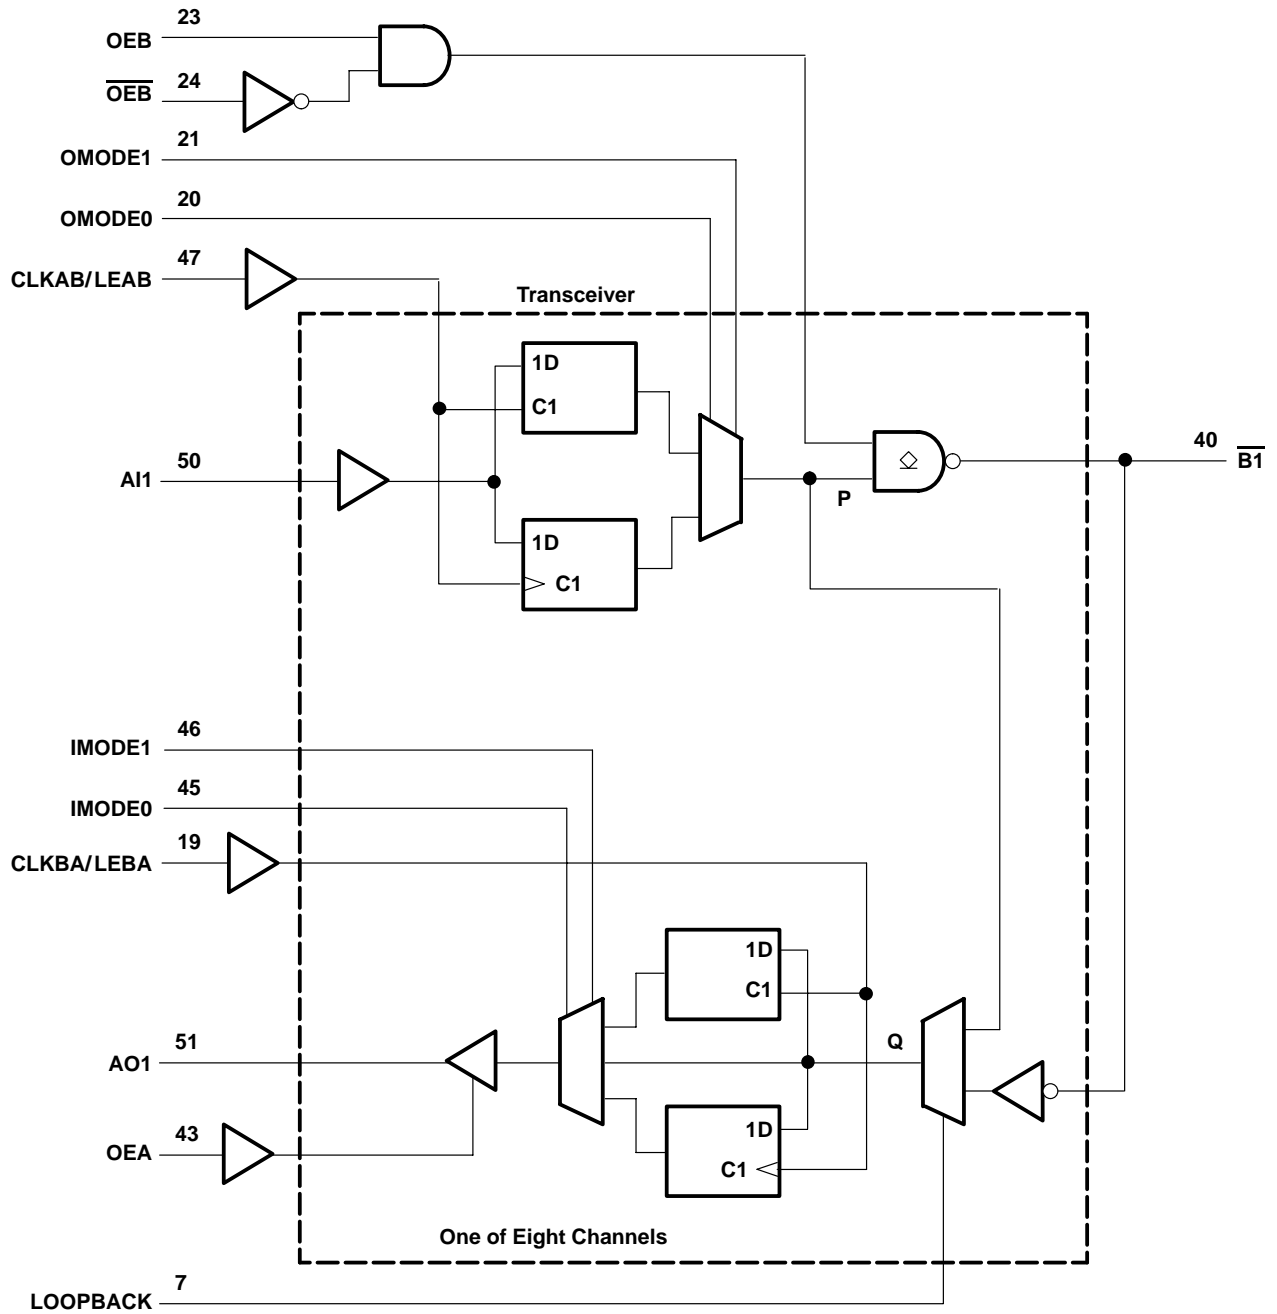 23
OEB
24
O̅E̅B̅
21
OMODE1
20
OMODE0
47
CLKAB/LEAB
Transceiver
1D
C1
50
AI1
40
B̅1̅
P
1D
C1
46
IMODE1
45
IMODE0
19
CLKBA/LEBA
1D
C1
51
AO1
Q
43
OEA
1D
C1
One of Eight Channels
7
LOOPBACK